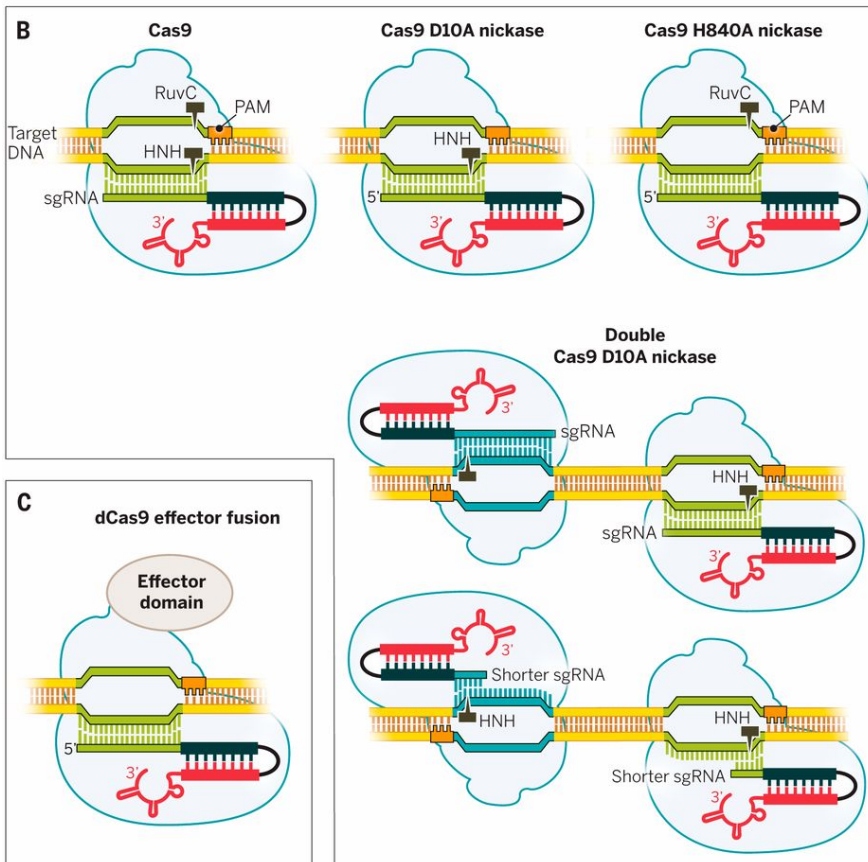 B
Cas9
Cas9 D10A nickase
Cas9 H840A nickase
RuvC
PAM
Target
DNA
HNH
sgRNA
3'
HNH
5'
3'
RuvC
PAM
5'
3'
Double
Cas9 D10A nickase
3'
sgRNA
HNH
sgRNA
3'
3'
Shorter sgRNA
HNH
HNH
Shorter sgRNA
3'
C
dCas9 effector fusion
Effector
domain
5'
3'